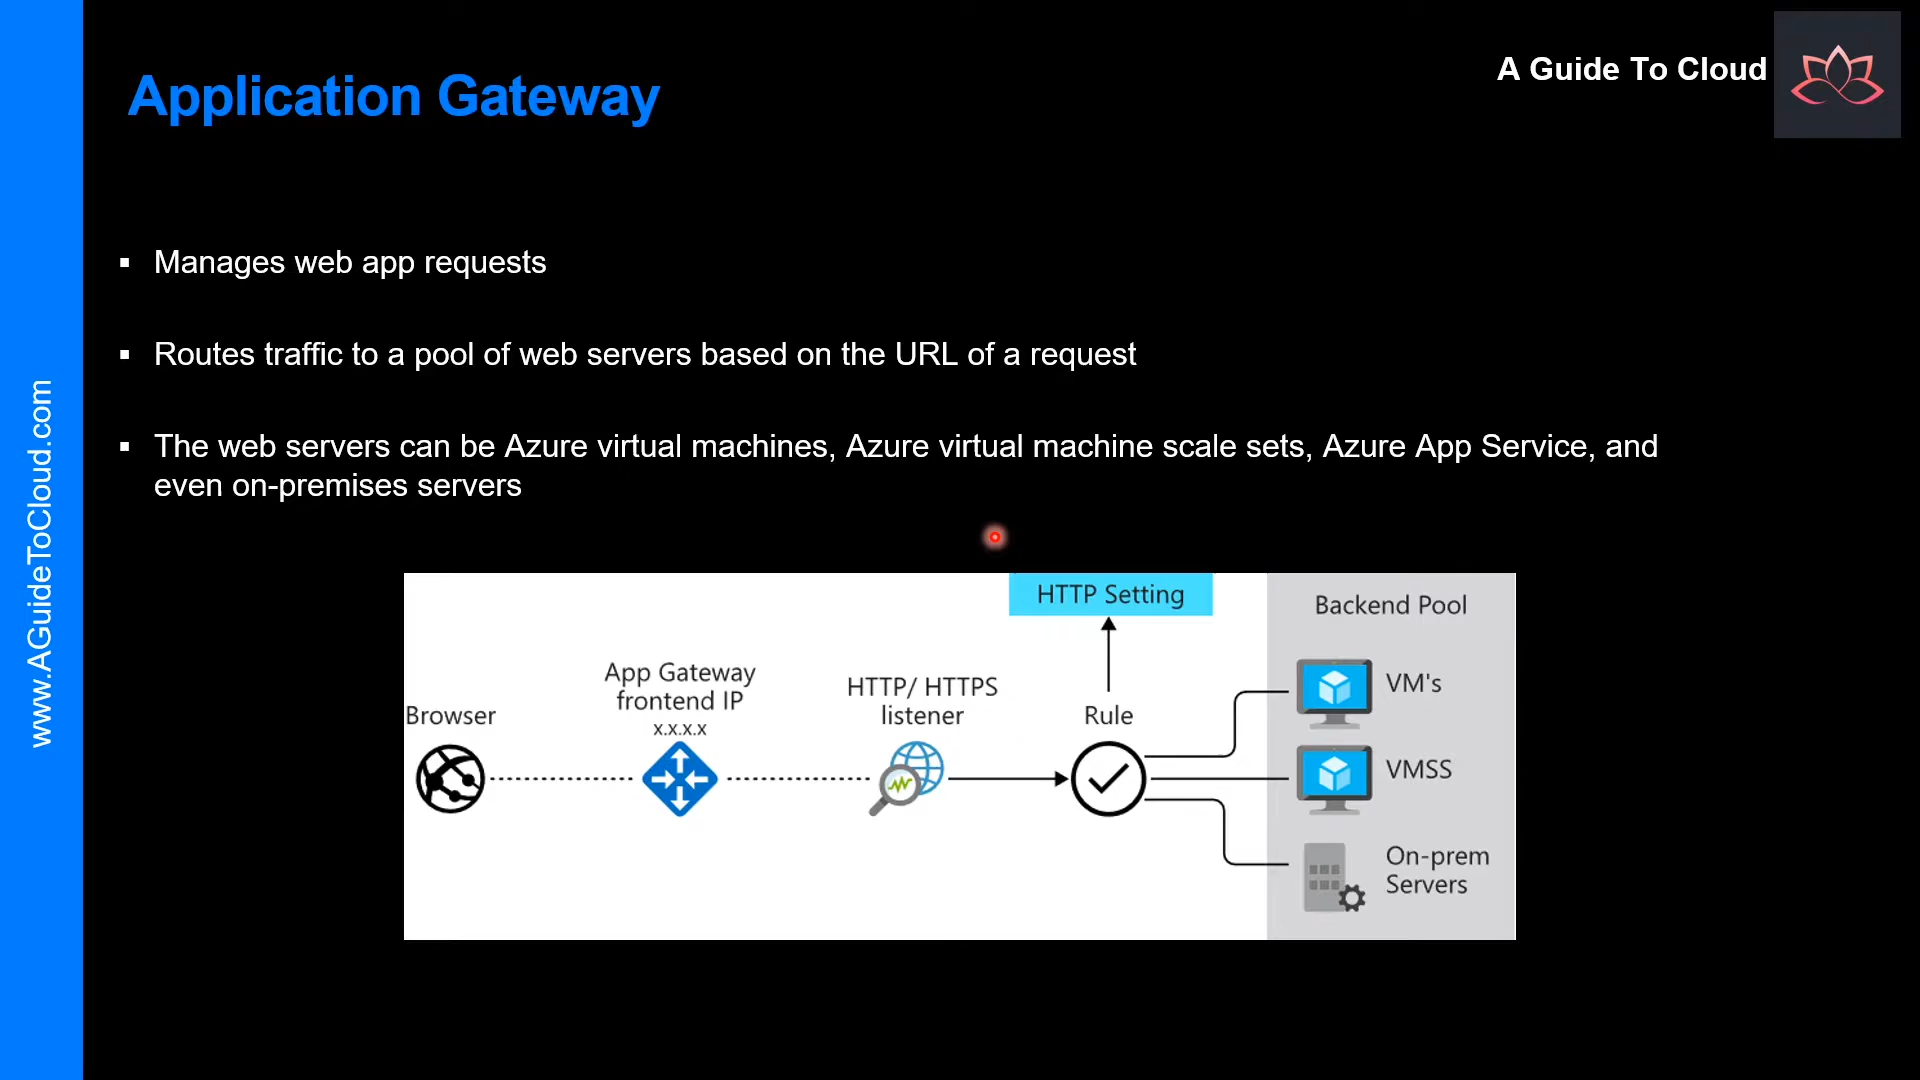 Application Gateway
A Guide To Cloud
Manages web app requests
Routes traffic to a pool of web servers based on the URL of a request
The web servers can be Azure virtual machines, Azure virtual machine scale sets, Azure App Service, and
even on-premises servers
www.AGuideToCloud.com
HTTP Setting
Backend Pool
App Gateway
frontend IP
x.x.x.x
HTTP/ HTTPS
listener
Browser
Rule
VM's
VMSS
On-prem
Servers